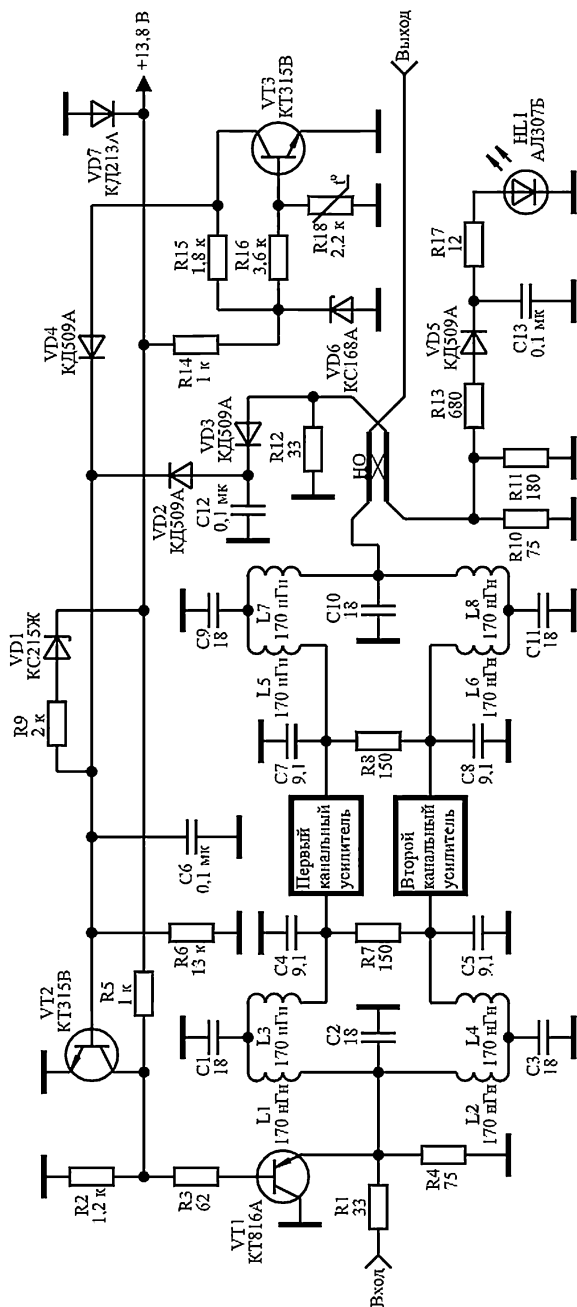 +13,8 В
VD7
КД213А
VT3
КТ315В
Выход
R15
1,8 к
R16
3,6 к
R18
2,2 к
t°
HL1
АЛ307Б
R17
12
VD4
КД509А
R14
1 к
VD6
КС168А
VD5
КД509А
C13
0,1 мк
VD3
КД509А
VD2
КД509А
C12
0,1 мк
R12
33
НО
R13
680
R11
180
R10
75
VD1
КС215Ж
R9
2 к
C9
18
L7
170 нГн
L5
170 нГн
C10
18
L8
170 нГн
L6
170 нГн
C11
18
C7
9,1
R8
150
C8
9,1
C6
0,1 мк
Первый
канальный
усилитель
Второй
канальный
усилитель
R6
13 к
C4
9,1
R7
150
C5
9,1
VT2
КТ315В
R5
1 к
C1
18
L3
170 нГн
L1
170 нГн
C2
18
L4
170 нГн
L2
170 нГн
C3
18
R2
1,2 к
R3
62
VT1
КТ816А
R4
75
R1
33
Вход